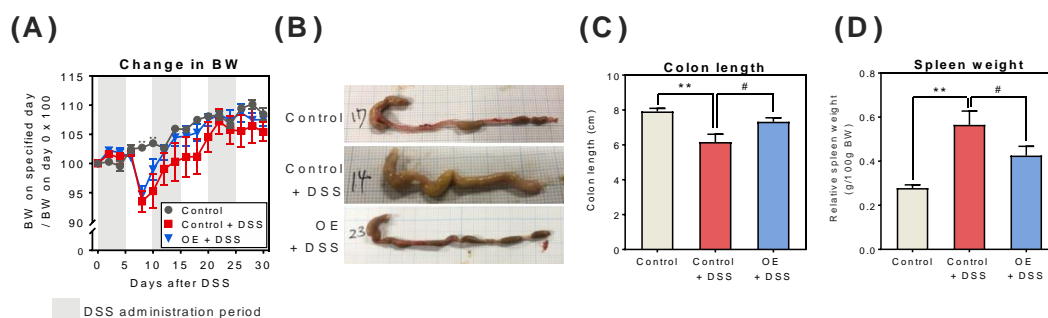 (A)
Change in BW
BW on specified day
/ BW on day 0 x 100
115
110
105
100
95
90
0
Control
Control + DSS
OE + DSS
0 5 10 15 20 25 30
Days after DSS
DSS administration period
(B)
Control
17
Control
+ DSS
14
OE
+ DSS
23
(C)
Colon length
Colon length (cm)
10
8
6
4
2
0
** #
Control
Control
+ DSS
OE
+ DSS
(D)
Spleen weight
Relative spleen weight
(g/100g BW)
0.8
0.6
0.4
0.2
0.0
** #
Control
Control
+ DSS
OE
+ DSS